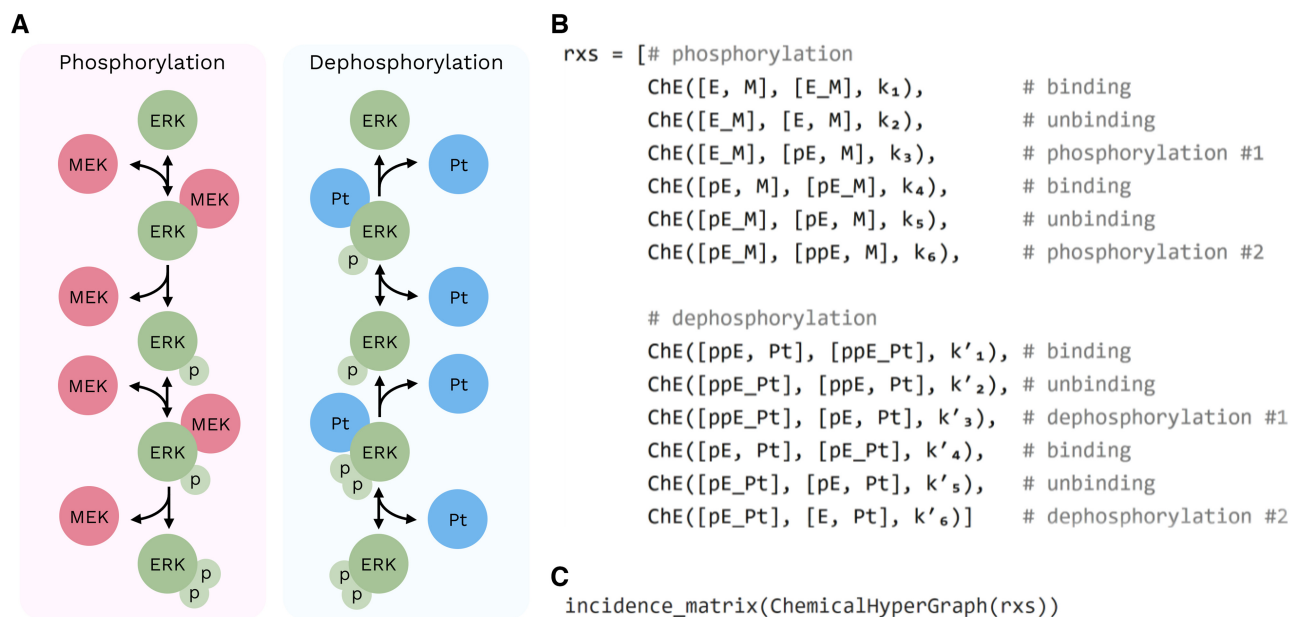 A
Phosphorylation
ERK
MEK
MEK
ERK
MEK
ERK
p
MEK
MEK
ERK
p
MEK
ERK
p
p
Dephosphorylation
ERK
Pt
Pt
ERK
p
Pt
ERK
p
Pt
Pt
ERK
p
p
Pt
ERK
p
p
B
rxs = [# phosphorylation
ChE([E, M], [E_M], k₁), # binding
ChE([E_M], [E, M], k₂), # unbinding
ChE([E_M], [pE, M], k₃), # phosphorylation #1
ChE([pE, M], [pE_M], k₄), # binding
ChE([pE_M], [pE, M], k₅), # unbinding
ChE([pE_M], [ppE, M], k₆), # phosphorylation #2
# dephosphorylation
ChE([ppE, Pt], [ppE_Pt], k′₁), # binding
ChE([ppE_Pt], [ppE, Pt], k′₂), # unbinding
ChE([ppE_Pt], [pE, Pt], k′₃), # dephosphorylation #1
ChE([pE, Pt], [pE_Pt], k′₄), # binding
ChE([pE_Pt], [pE, Pt], k′₅), # unbinding
ChE([pE_Pt], [E, Pt], k′₆)] # dephosphorylation #2
C
incidence_matrix(ChemicalHyperGraph(rxs))